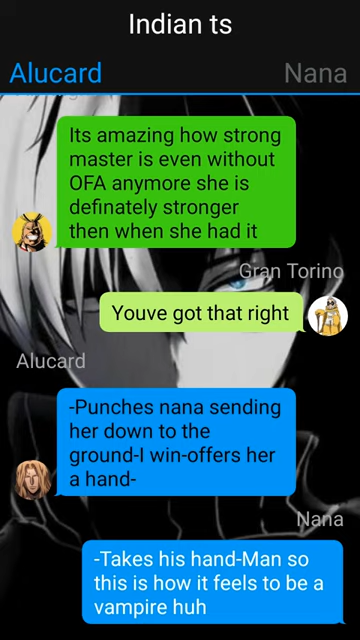 Indian ts
Alucard
Nana
Its amazing how strong
master is even without
OFA anymore she is
definately stronger
then when she had it
Gran Torino
Youve got that right
Alucard
-Punches nana sending
her down to the
ground-I win-offers her
a hand-
Nana
-Takes his hand-Man so
this is how it feels to be a
vampire huh